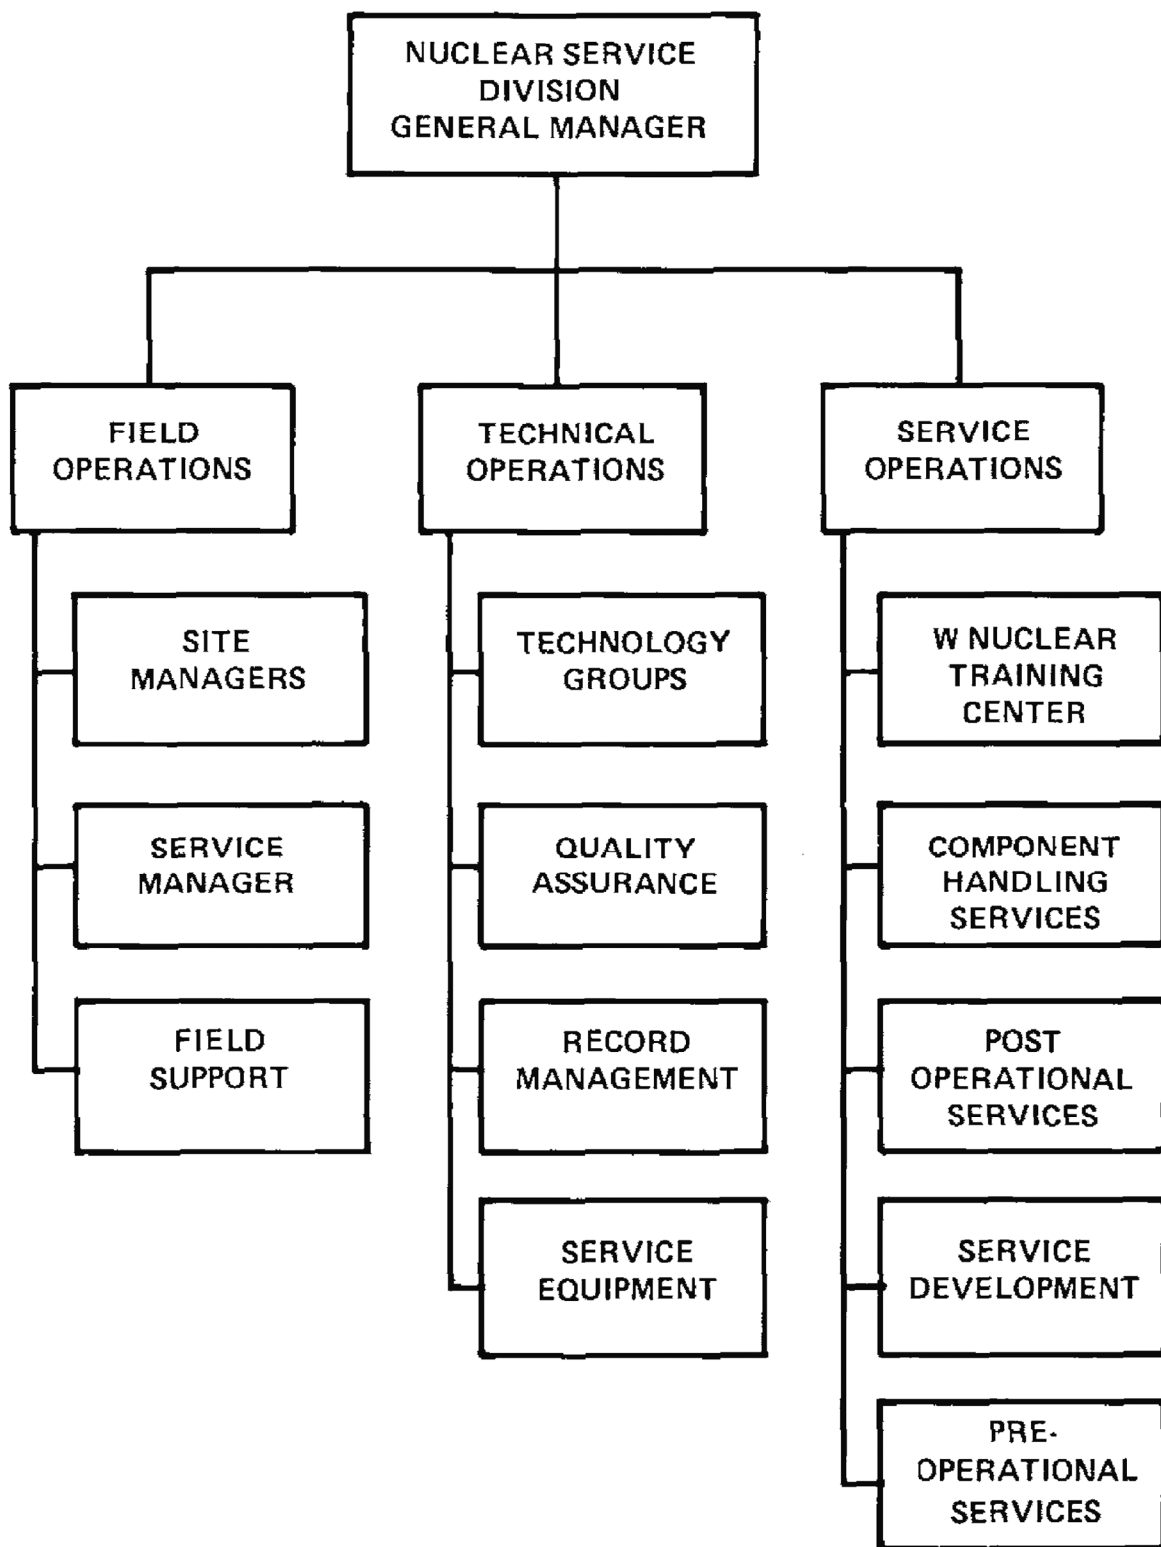 NUCLEAR SERVICE
DIVISION
GENERAL MANAGER
FIELD
OPERATIONS
SITE
MANAGERS
SERVICE
MANAGER
FIELD
SUPPORT
TECHNICAL
OPERATIONS
TECHNOLOGY
GROUPS
QUALITY
ASSURANCE
RECORD
MANAGEMENT
SERVICE
EQUIPMENT
SERVICE
OPERATIONS
W NUCLEAR
TRAINING
CENTER
COMPONENT
HANDLING
SERVICES
POST
OPERATIONAL
SERVICES
SERVICE
DEVELOPMENT
PRE-
OPERATIONAL
SERVICES